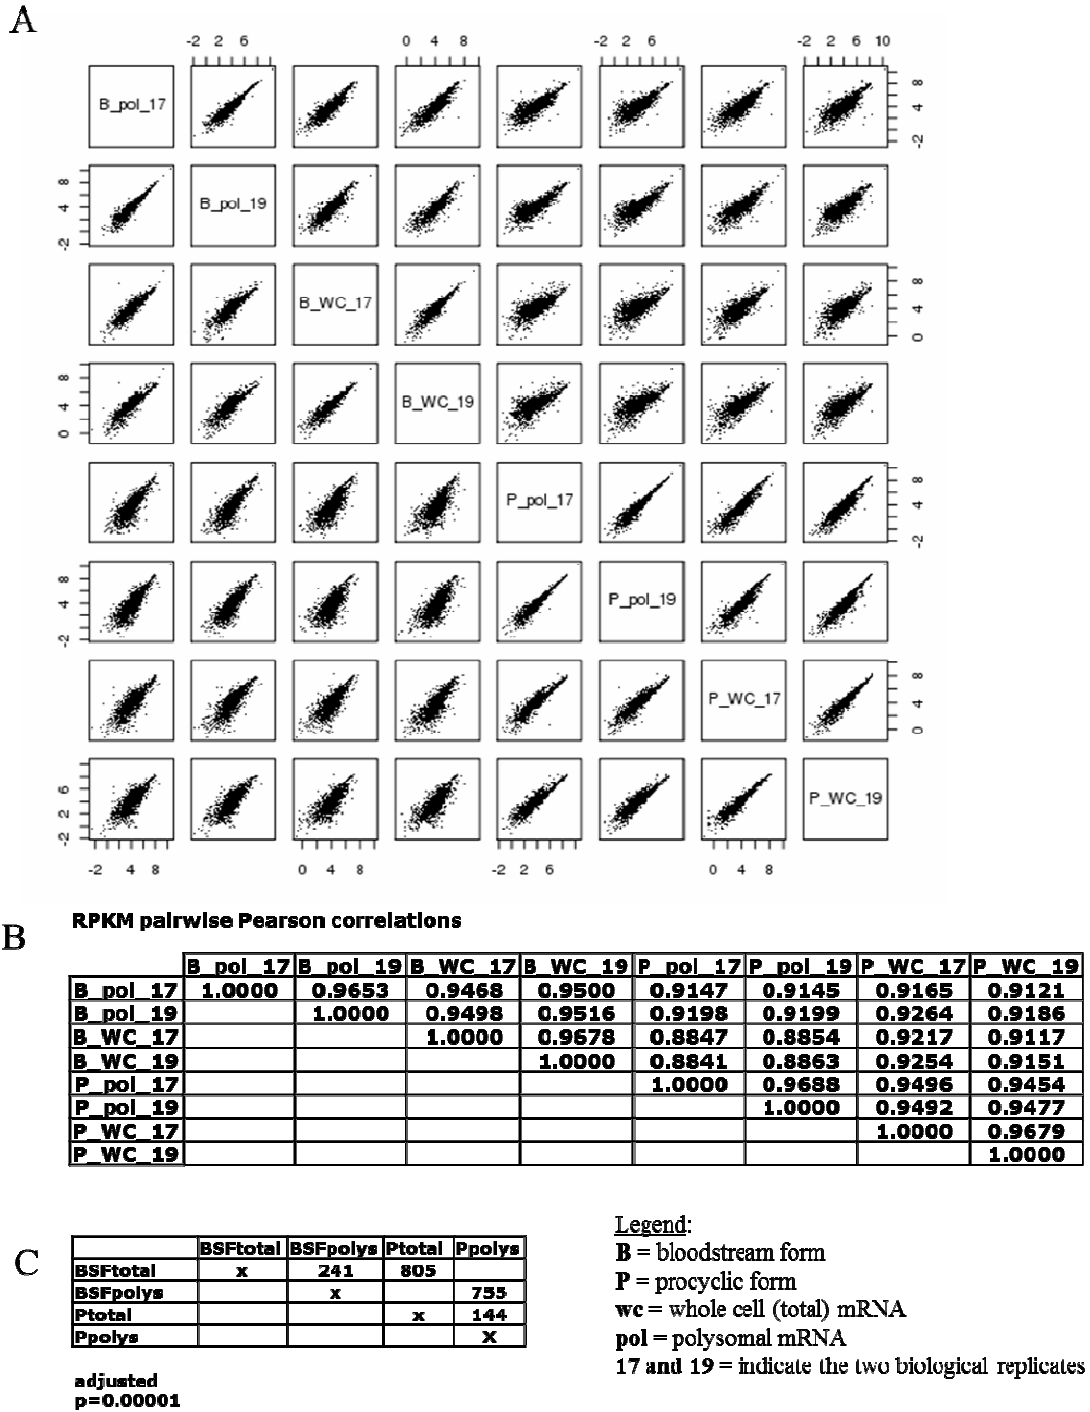 A
-2 2 6 0 4 8 -2 2 6 -2 2 6 10
B_pol_17
8
4
-2
8
4
-2
B_pol_19
B_WC_17
8
4
0
8
4
0
B_WC_19
P_pol_17
8
4
-2
8
4
-2
P_pol_19
P_WC_17
8
4
0
6
2
-2
P_WC_19
-2 4 8 0 4 8 -2 2 6 0 4 8
B
RPKM pairwise Pearson correlations
B_pol_17 B_pol_19 B_WC_17 B_WC_19 P_pol_17 P_pol_19 P_WC_17 P_WC_19
B_pol_17 1.0000 0.9653 0.9468 0.9500 0.9147 0.9145 0.9165 0.9121
B_pol_19 1.0000 0.9498 0.9516 0.9198 0.9199 0.9264 0.9186
B_WC_17 1.0000 0.9678 0.8847 0.8854 0.9217 0.9117
B_WC_19 1.0000 0.8841 0.8863 0.9254 0.9151
P_pol_17 1.0000 0.9688 0.9496 0.9454
P_pol_19 1.0000 0.9492 0.9477
P_WC_17 1.0000 0.9679
P_WC_19 1.0000
C
BSFtotal BSFpolys Ptotal Ppolys
BSFtotal x 241 805
BSFpolys x 755
Ptotal x 144
Ppolys X
adjusted
p=0.00001
Legend:
B = bloodstream form
P = procyclic form
wc = whole cell (total) mRNA
pol = polysomal mRNA
17 and 19 = indicate the two biological replicates